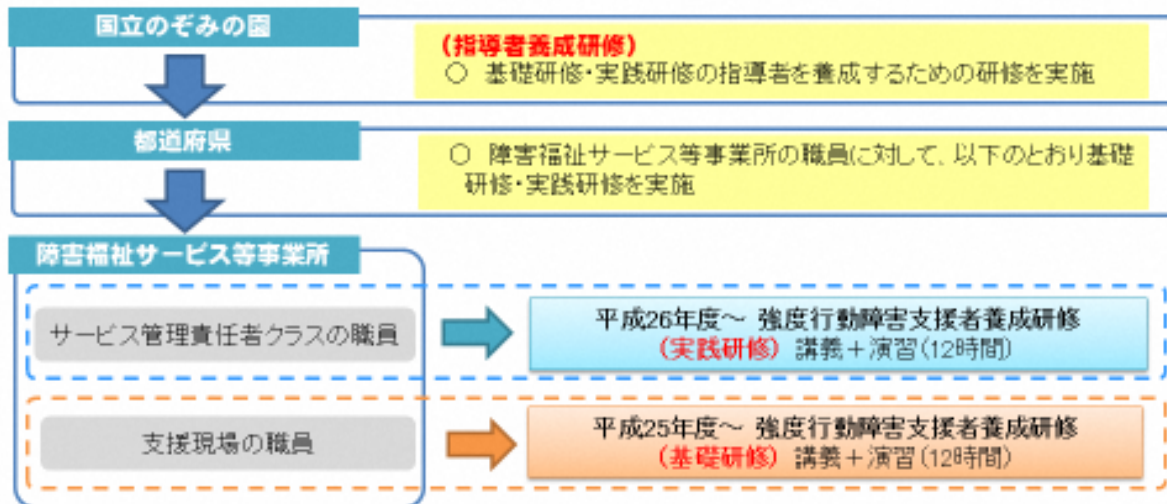 国立のぞみの園
(指導者養成研修)
○ 基礎研修・実践研修の指導者を養成するための研修を実施
都道府県
○ 障害福祉サービス等事業所の職員に対して、以下のとおり基礎
研修・実践研修を実施
障害福祉サービス等事業所
サービス管理責任者クラスの職員
平成26年度～ 強度行動障害支援者養成研修
(実践研修) 講義+演習(12時間)
支援現場の職員
平成25年度～ 強度行動障害支援者養成研修
(基礎研修) 講義+演習(12時間)